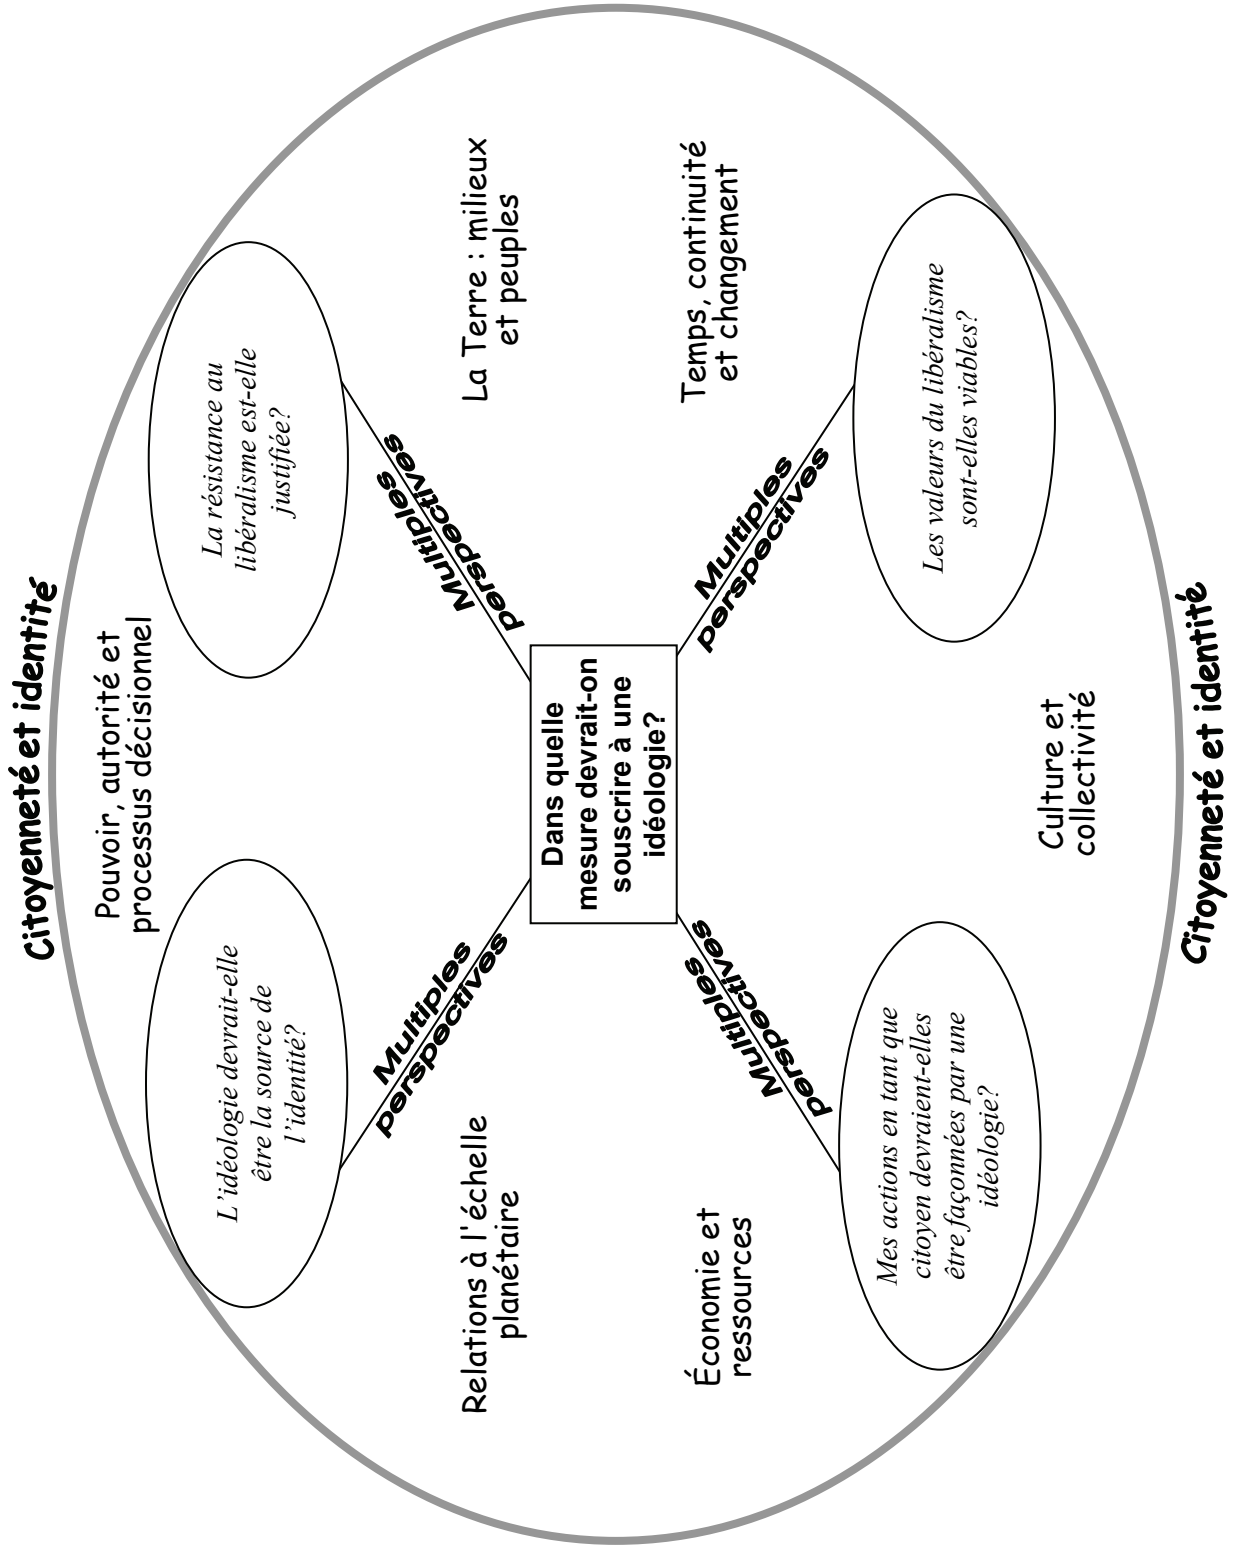 Citoyenneté et identité
Pouvoir, autorité et
processus décisionnel
L'idéologie devrait-elle
être la source de
l'identité?
La résistance au
libéralisme est-elle
justifiée?
Multiples
perspectives
Multiples
perspectives
Relations à l'échelle
planétaire
La Terre : milieux
et peuples
Dans quelle
mesure devrait-on
souscrire à une
idéologie?
Économie et
ressources
Temps, continuité
et changement
Multiples
perspectives
Multiples
perspectives
Mes actions en tant que
citoyen devraient-elles
être façonnées par une
idéologie?
Les valeurs du libéralisme
sont-elles viables?
Culture et
collectivité
Citoyenneté et identité